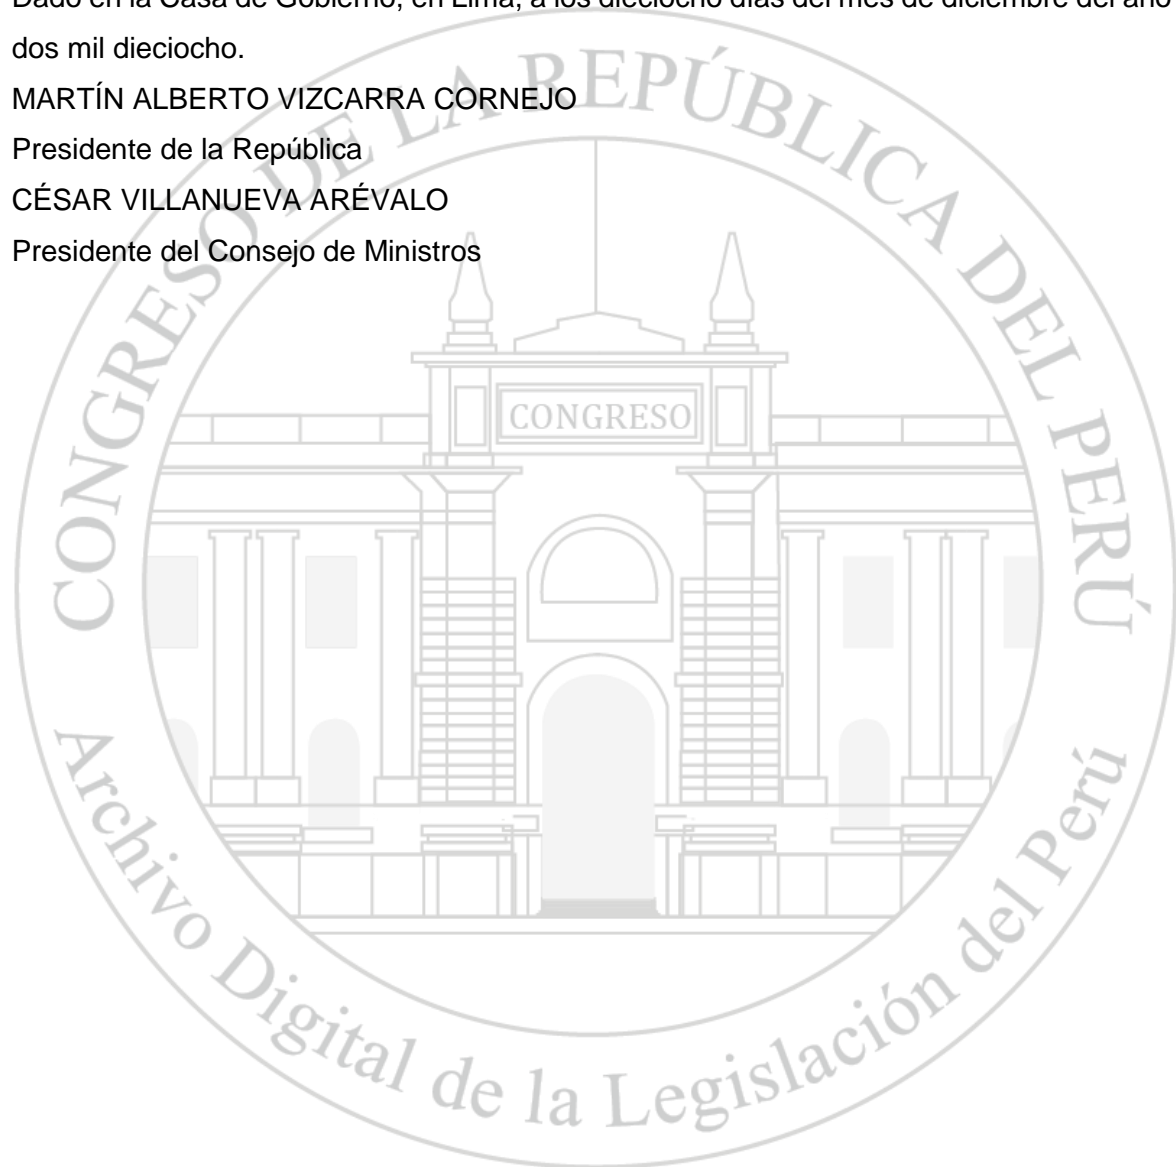 Dado en la Casa de Gobierno, en Lima, a los dieciocho días del mes de diciembre del año
dos mil dieciocho.
MARTÍN ALBERTO VIZCARRA CORNEJO
Presidente de la República
CÉSAR VILLANUEVA ARÉVALO
Presidente del Consejo de Ministros
CONGRESO DE LA REPÚBLICA DEL PERÚ
CONGRESO
Archivo Digital de la Legislación del Perú